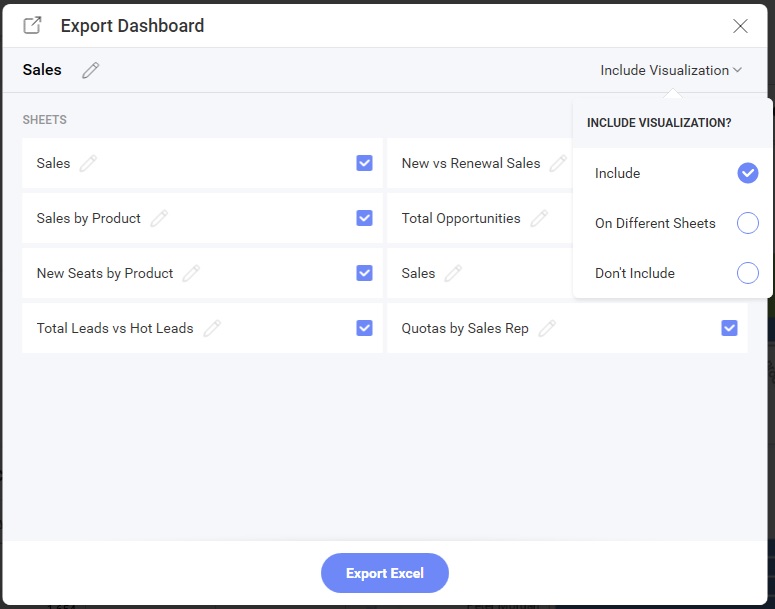 Export Dashboard
Sales
Include Visualization
SHEETS
INCLUDE VISUALIZATION?
Sales
New vs Renewal Sales
Include
Sales by Product
Total Opportunities
On Different Sheets
New Seats by Product
Sales
Don't Include
Total Leads vs Hot Leads
Quotas by Sales Rep
Export Excel